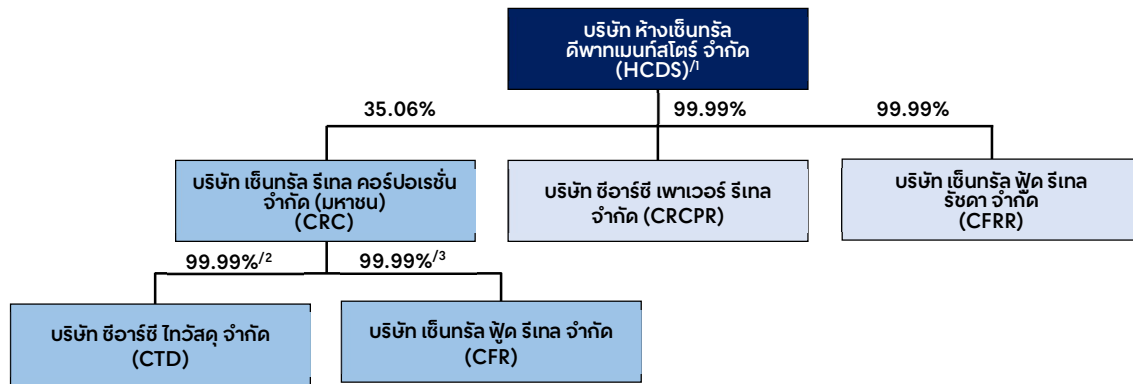 บริษัท ห้างเซ็นทรัล
ดีพาทเมนท์สโตร์ จำกัด
(HCDS)/1
35.06%
99.99%
99.99%
บริษัท เซ็นทรัล รีเทล คอร์ปอเรชั่น
จำกัด (มหาชน)
(CRC)
บริษัท ซีอาร์ซี เพาเวอร์ รีเทล
จำกัด (CRCPR)
บริษัท เซ็นทรัล ฟู้ด รีเทล
รัชดา จำกัด
(CFRR)
99.99%/2
99.99%/3
บริษัท ซีอาร์ซี ไทวัสดุ จำกัด
(CTD)
บริษัท เซ็นทรัล ฟู้ด รีเทล จำกัด
(CFR)